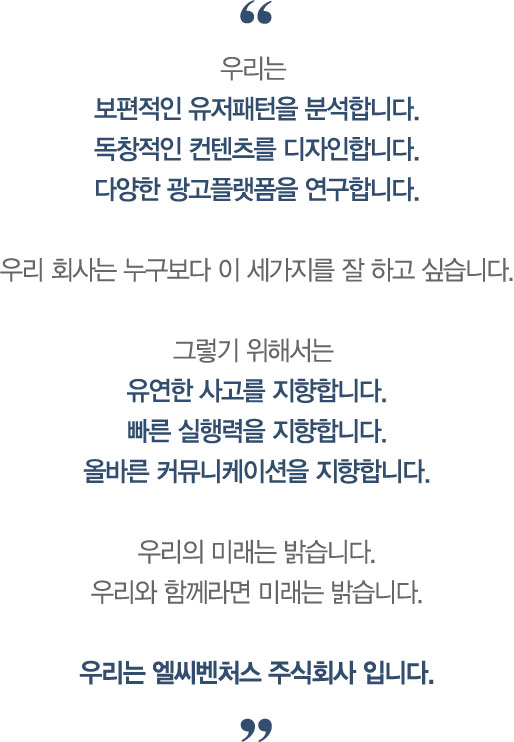 “
우리는
보편적인 유저패턴을 분석합니다.
독창적인 컨텐츠를 디자인합니다.
다양한 광고플랫폼을 연구합니다.
우리 회사는 누구보다 이 세가지를 잘 하고 싶습니다.
그렇기 위해서는
유연한 사고를 지향합니다.
빠른 실행력을 지향합니다.
올바른 커뮤니케이션을 지향합니다.
우리의 미래는 밝습니다.
우리와 함께라면 미래는 밝습니다.
우리는 엘씨벤처스 주식회사 입니다.
”